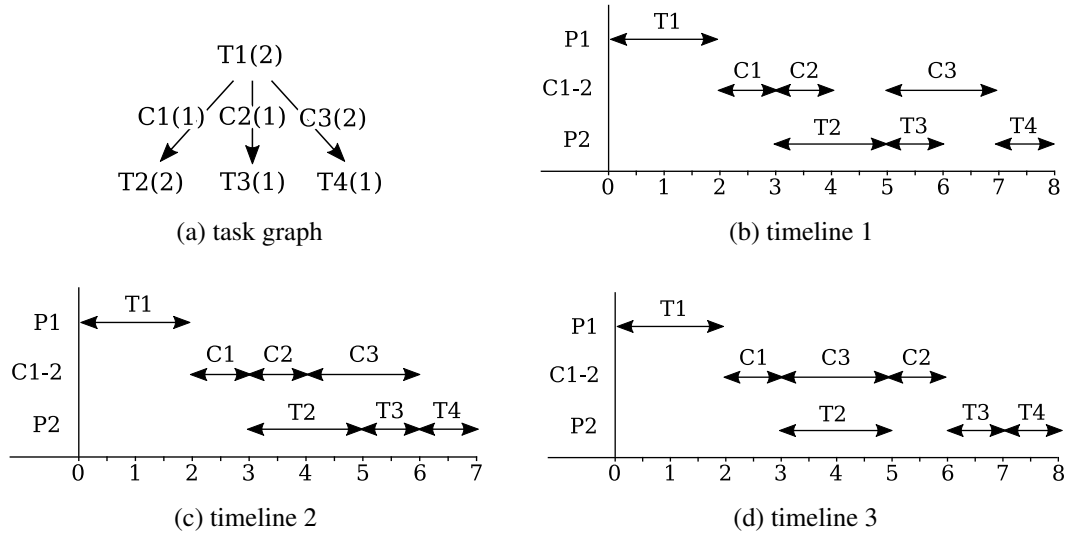 T1(2)
C1(1) C2(1) C3(2)
T2(2) T3(1) T4(1)
(a) task graph
P1 T1
C1-2 C1 C2 C3
P2 T2 T3 T4
0 1 2 3 4 5 6 7 8
(b) timeline 1
P1 T1
C1-2 C1 C2 C3
P2 T2 T3 T4
0 1 2 3 4 5 6 7
(c) timeline 2
P1 T1
C1-2 C1 C3 C2
P2 T2 T3 T4
0 1 2 3 4 5 6 7 8
(d) timeline 3